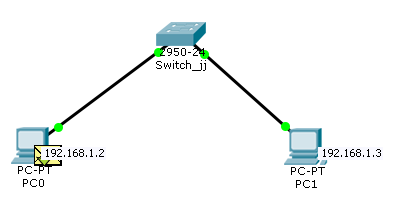 2950-24
Switch_jj
192.168.1.2
PC-PT
PC0
192.168.1.3
PC-PT
PC1